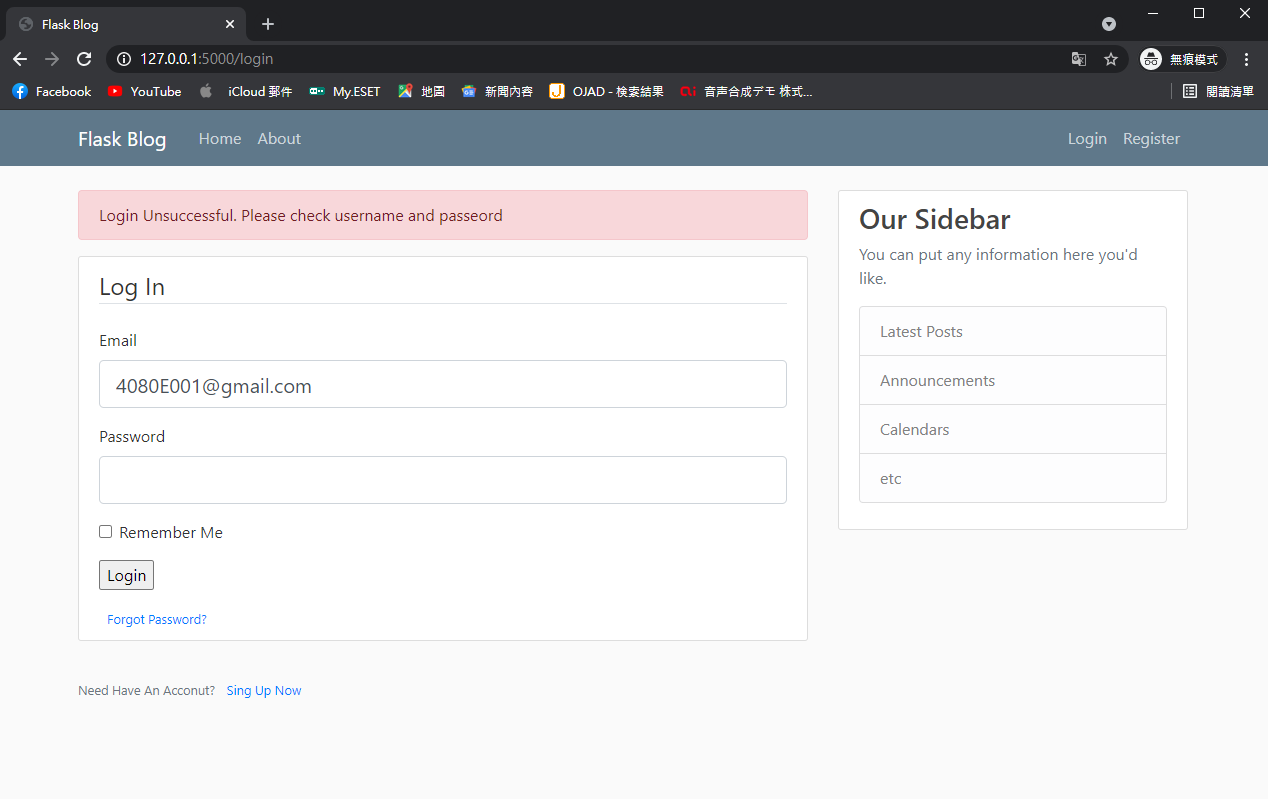 Flask Blog
127.0.0.1:5000/login
無痕模式
Facebook
YouTube
iCloud 郵件
My.ESET
地圖
新聞內容
OJAD - 検索結果
音声合成デモ 株式...
閱讀清單
Flask Blog
Home
About
Login
Register
Login Unsuccessful. Please check username and passeord
Log In
Email
4080E001@gmail.com
Password
Remember Me
Login
Forgot Password?
Need Have An Acconut? Sing Up Now
Our Sidebar
You can put any information here you'd
like.
Latest Posts
Announcements
Calendars
etc